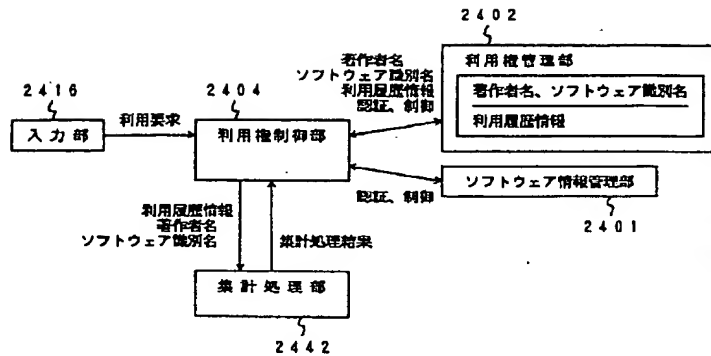 2402
著作者名
ソフトウェア識別名
利用履歴情報
認証、制御
利用権管理部
著作者名、ソフトウェア識別名
利用履歴情報
2416
入力部
利用要求
2404
利用権制御部
認証、制御
ソフトウェア情報管理部
2401
利用履歴情報
著作者名
ソフトウェア識別名
集計処理結果
集計処理部
2442